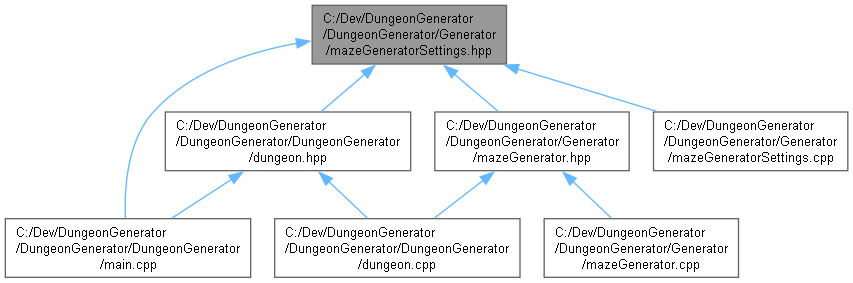 C:/Dev/DungeonGenerator
/DungeonGenerator/Generator
/mazeGeneratorSettings.hpp
C:/Dev/DungeonGenerator
/DungeonGenerator/DungeonGenerator
/dungeon.hpp
C:/Dev/DungeonGenerator
/DungeonGenerator/Generator
/mazeGenerator.hpp
C:/Dev/DungeonGenerator
/DungeonGenerator/Generator
/mazeGeneratorSettings.cpp
C:/Dev/DungeonGenerator
/DungeonGenerator/DungeonGenerator
/main.cpp
C:/Dev/DungeonGenerator
/DungeonGenerator/DungeonGenerator
/dungeon.cpp
C:/Dev/DungeonGenerator
/DungeonGenerator/Generator
/mazeGenerator.cpp